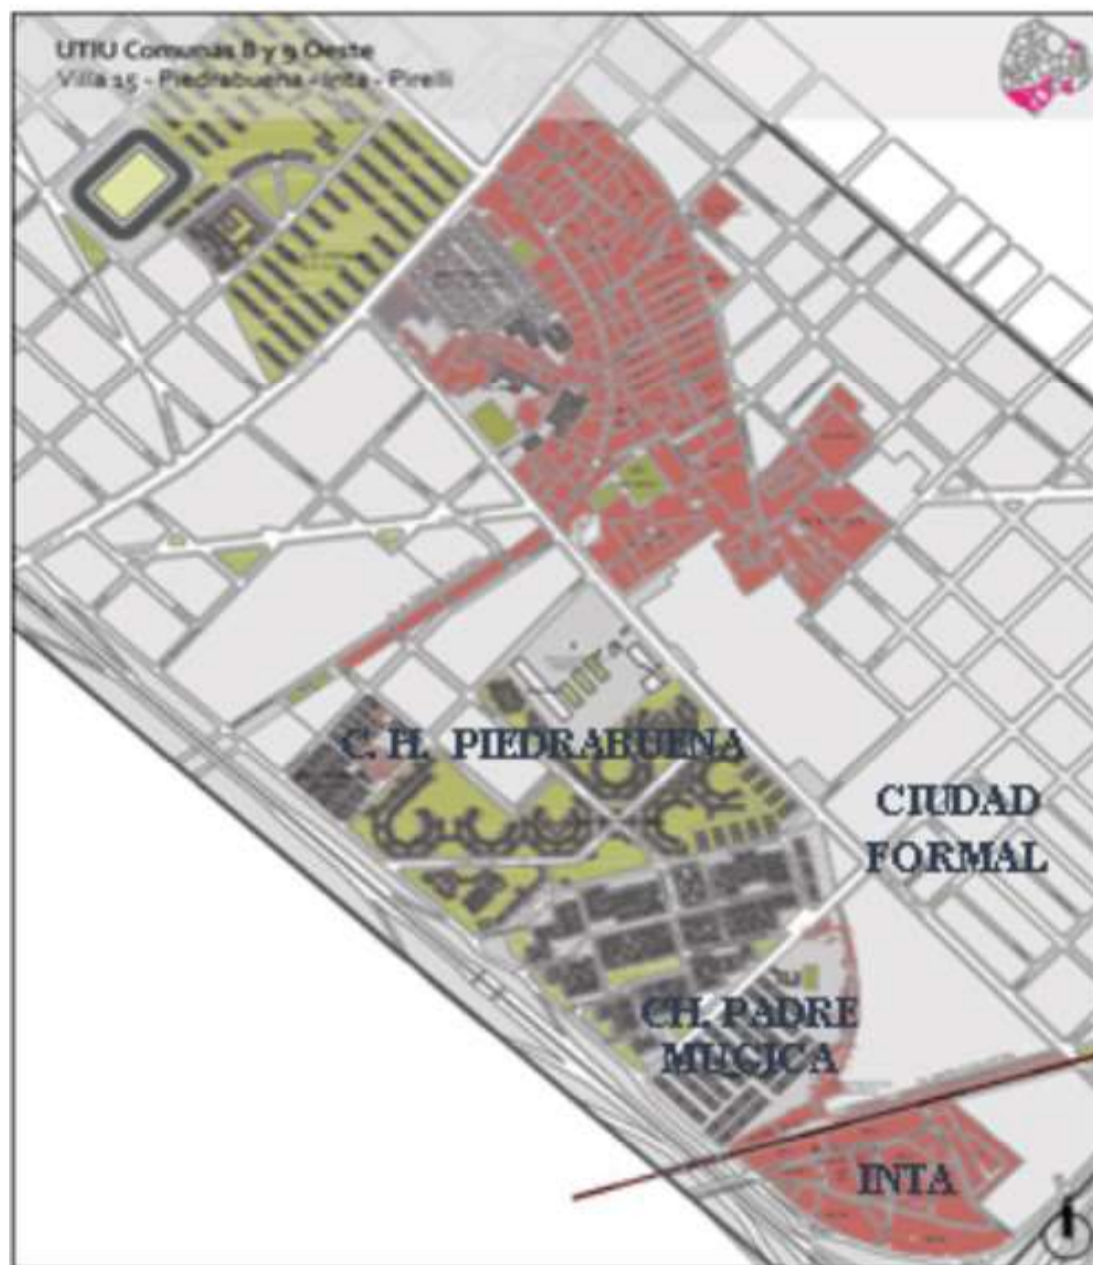 UTIU Comunas 8 y 9 Oeste
Villa 15 - Piedrabuena - Inta - Pirelli
C. H. PIEDRABUENA
CIUDAD
FORMAL
CH. PADRE
MUGICA
INTA